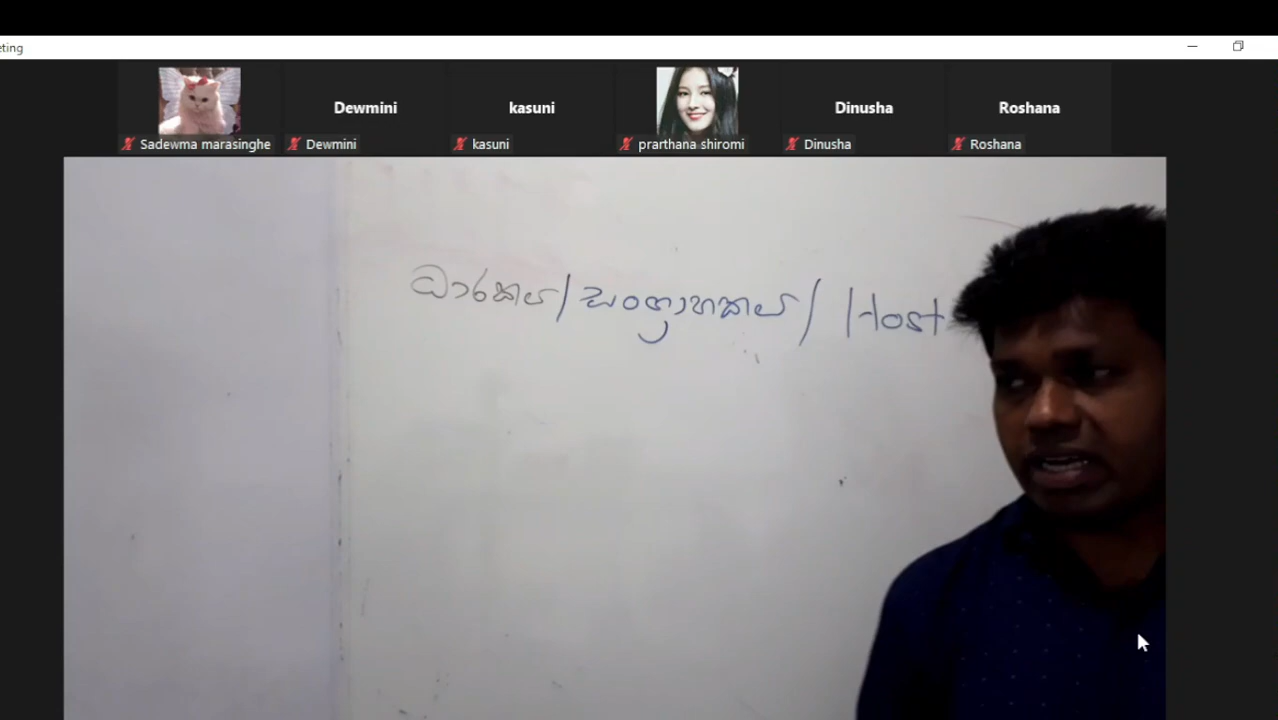 eting
Dewmini kasuni Dinusha Roshana
Sadewma marasinghe Dewmini kasuni prarthana shiromi Dinusha Roshana
ධාරකය/සංග්‍රාහකය/ Host